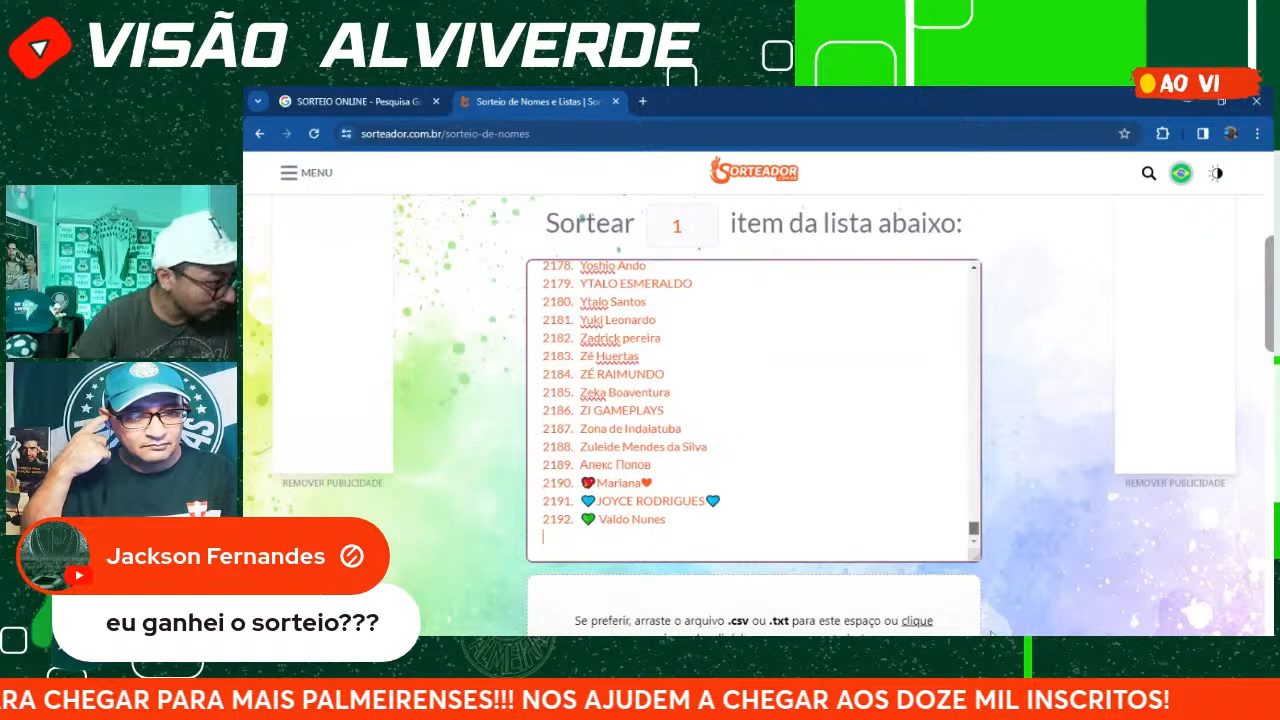 VISÃO ALVIVERDE
AO VI
SORTEIO ONLINE - Pesquisa G
Sorteio de Nomes e Listas | Sor
sorteador.com.br/sorteio-de-nomes
MENU
SORTEADOR
.COM.BR
Sortear 1 item da lista abaixo:
2178. Yoshio Ando
2179. YTALO ESMERALDO
2180. Ytalo Santos
2181. Yuki Leonardo
2182. Zadrick pereira
2183. Zé Huertas
2184. ZÉ RAIMUNDO
2185. Zeka Boaventura
2186. ZI GAMEPLAYS
2187. Zona de Indaiatuba
2188. Zuleide Mendes da Silva
2189. Алекс Попов
2190. 💖Mariana❤
2191. 💙JOYCE RODRIGUES💙
2192. 💚 Valdo Nunes
REMOVER PUBLICIDADE
REMOVER PUBLICIDADE
Se preferir, arraste o arquivo .csv ou .txt para este espaço ou clique
Jackson Fernandes
eu ganhei o sorteio???
ARA CHEGAR PARA MAIS PALMEIRENSES!!! NOS AJUDEM A CHEGAR AOS DOZE MIL INSCRITOS!